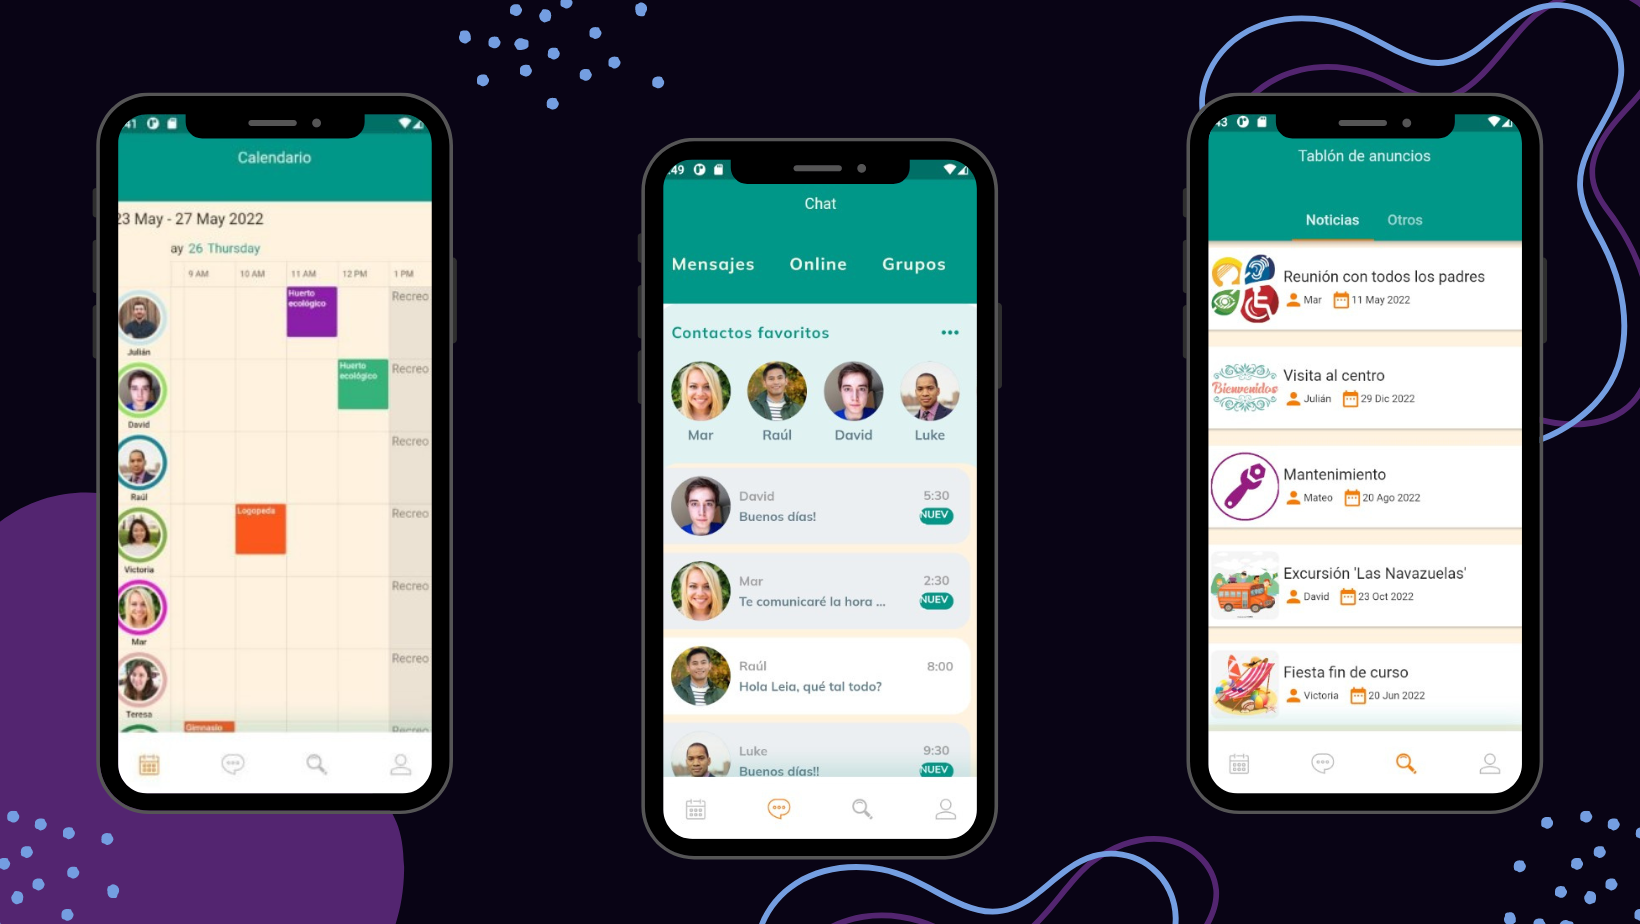 41
Calendario
23 May - 27 May 2022
ay 26 Thursday
9 AM 10 AM 11 AM 12 PM 1 PM
Huerto
ecológico
Recreo
Julián
Huerto
ecológico
Recreo
David
Recreo
Raúl
Logopeda
Recreo
Victoria
Recreo
Mar
Recreo
Teresa
Gimnasio
Recreo
:49
Chat
Mensajes Online Grupos
Contactos favoritos
Mar Raúl David Luke
David 5:30
Buenos días! NUEV
Mar 2:30
Te comunicaré la hora ... NUEV
Raúl 8:00
Hola Leia, qué tal todo?
Luke 9:30
Buenos días!! NUEV
:43
Tablón de anuncios
Noticias Otros
Reunión con todos los padres
Mar 11 May 2022
Bienvenidos
Visita al centro
Julián 29 Dic 2022
Mantenimiento
Mateo 20 Ago 2022
Excursión 'Las Navazuelas'
David 23 Oct 2022
Fiesta fin de curso
Victoria 20 Jun 2022